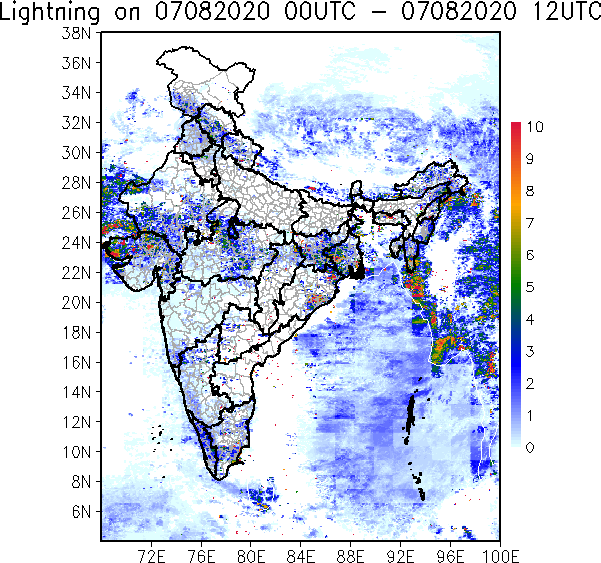 Lightning on 07082020 00UTC – 07082020 12UTC
38N
36N
34N
32N
30N
28N
26N
24N
22N
20N
18N
16N
14N
12N
10N
8N
6N
72E 76E 80E 84E 88E 92E 96E 100E
10
9
8
7
6
5
4
3
2
1
0